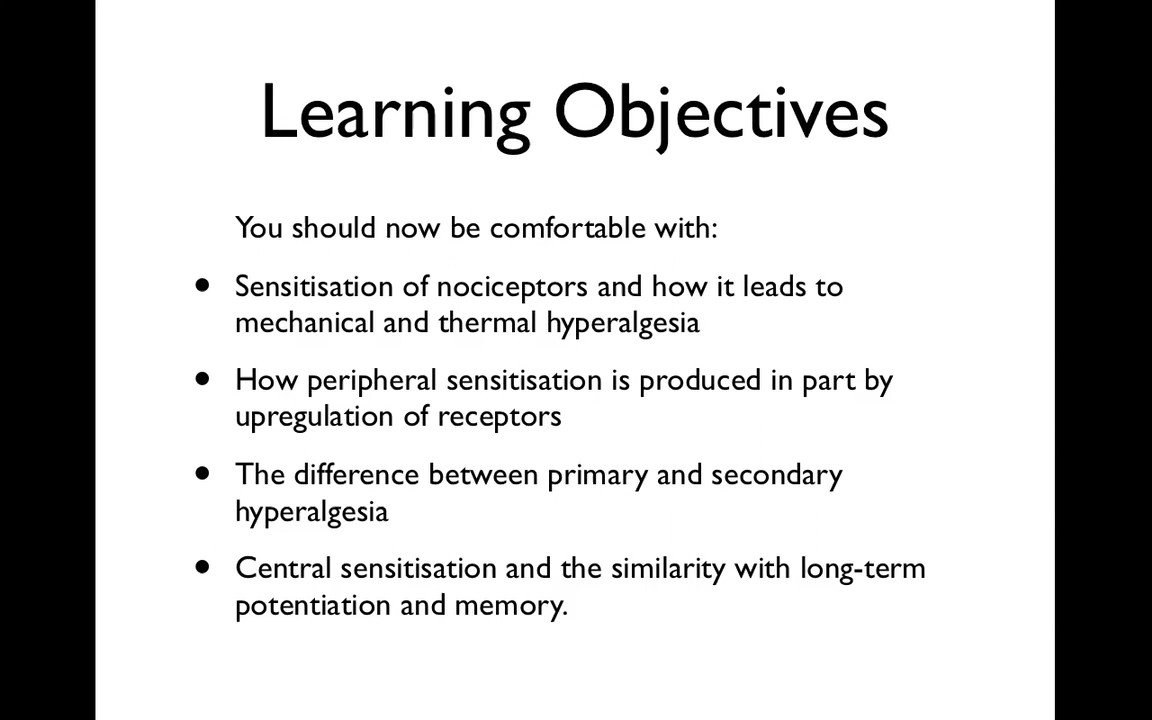 Learning Objectives
You should now be comfortable with:
• Sensitisation of nociceptors and how it leads to
mechanical and thermal hyperalgesia
• How peripheral sensitisation is produced in part by
upregulation of receptors
• The difference between primary and secondary
hyperalgesia
• Central sensitisation and the similarity with long-term
potentiation and memory.